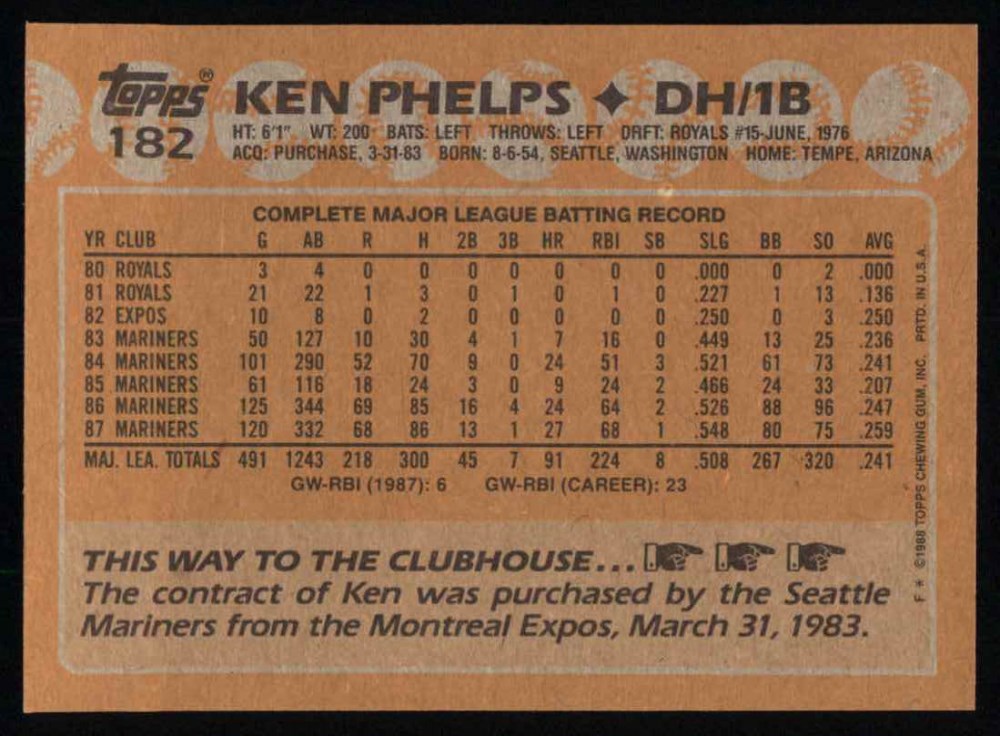 Topps® KEN PHELPS ✦ DH/1B
182 HT: 6'1" WT: 200 BATS: LEFT THROWS: LEFT DRFT: ROYALS #15-JUNE, 1976
ACQ: PURCHASE, 3-31-83 BORN: 8-6-54, SEATTLE, WASHINGTON HOME: TEMPE, ARIZONA
COMPLETE MAJOR LEAGUE BATTING RECORD
YR CLUB G AB R H 2B 3B HR RBI SB SLG BB SO AVG
80 ROYALS 3 4 0 0 0 0 0 0 0 .000 0 2 .000
81 ROYALS 21 22 1 3 0 1 0 1 0 .227 1 13 .136
82 EXPOS 10 8 0 2 0 0 0 0 0 .250 0 3 .250
83 MARINERS 50 127 10 30 4 1 7 16 0 .449 13 25 .236
84 MARINERS 101 290 52 70 9 0 24 51 3 .521 61 73 .241
85 MARINERS 61 116 18 24 3 0 9 24 2 .466 24 33 .207
86 MARINERS 125 344 69 85 16 4 24 64 2 .526 88 96 .247
87 MARINERS 120 332 68 86 13 1 27 68 1 .548 80 75 .259
MAJ. LEA. TOTALS 491 1243 218 300 45 7 91 224 8 .508 267 320 .241
GW-RBI (1987): 6 GW-RBI (CAREER): 23
THIS WAY TO THE CLUBHOUSE...
The contract of Ken was purchased by the Seattle
Mariners from the Montreal Expos, March 31, 1983.
F * ©1988 TOPPS CHEWING GUM, INC. PRTD. IN U.S.A.